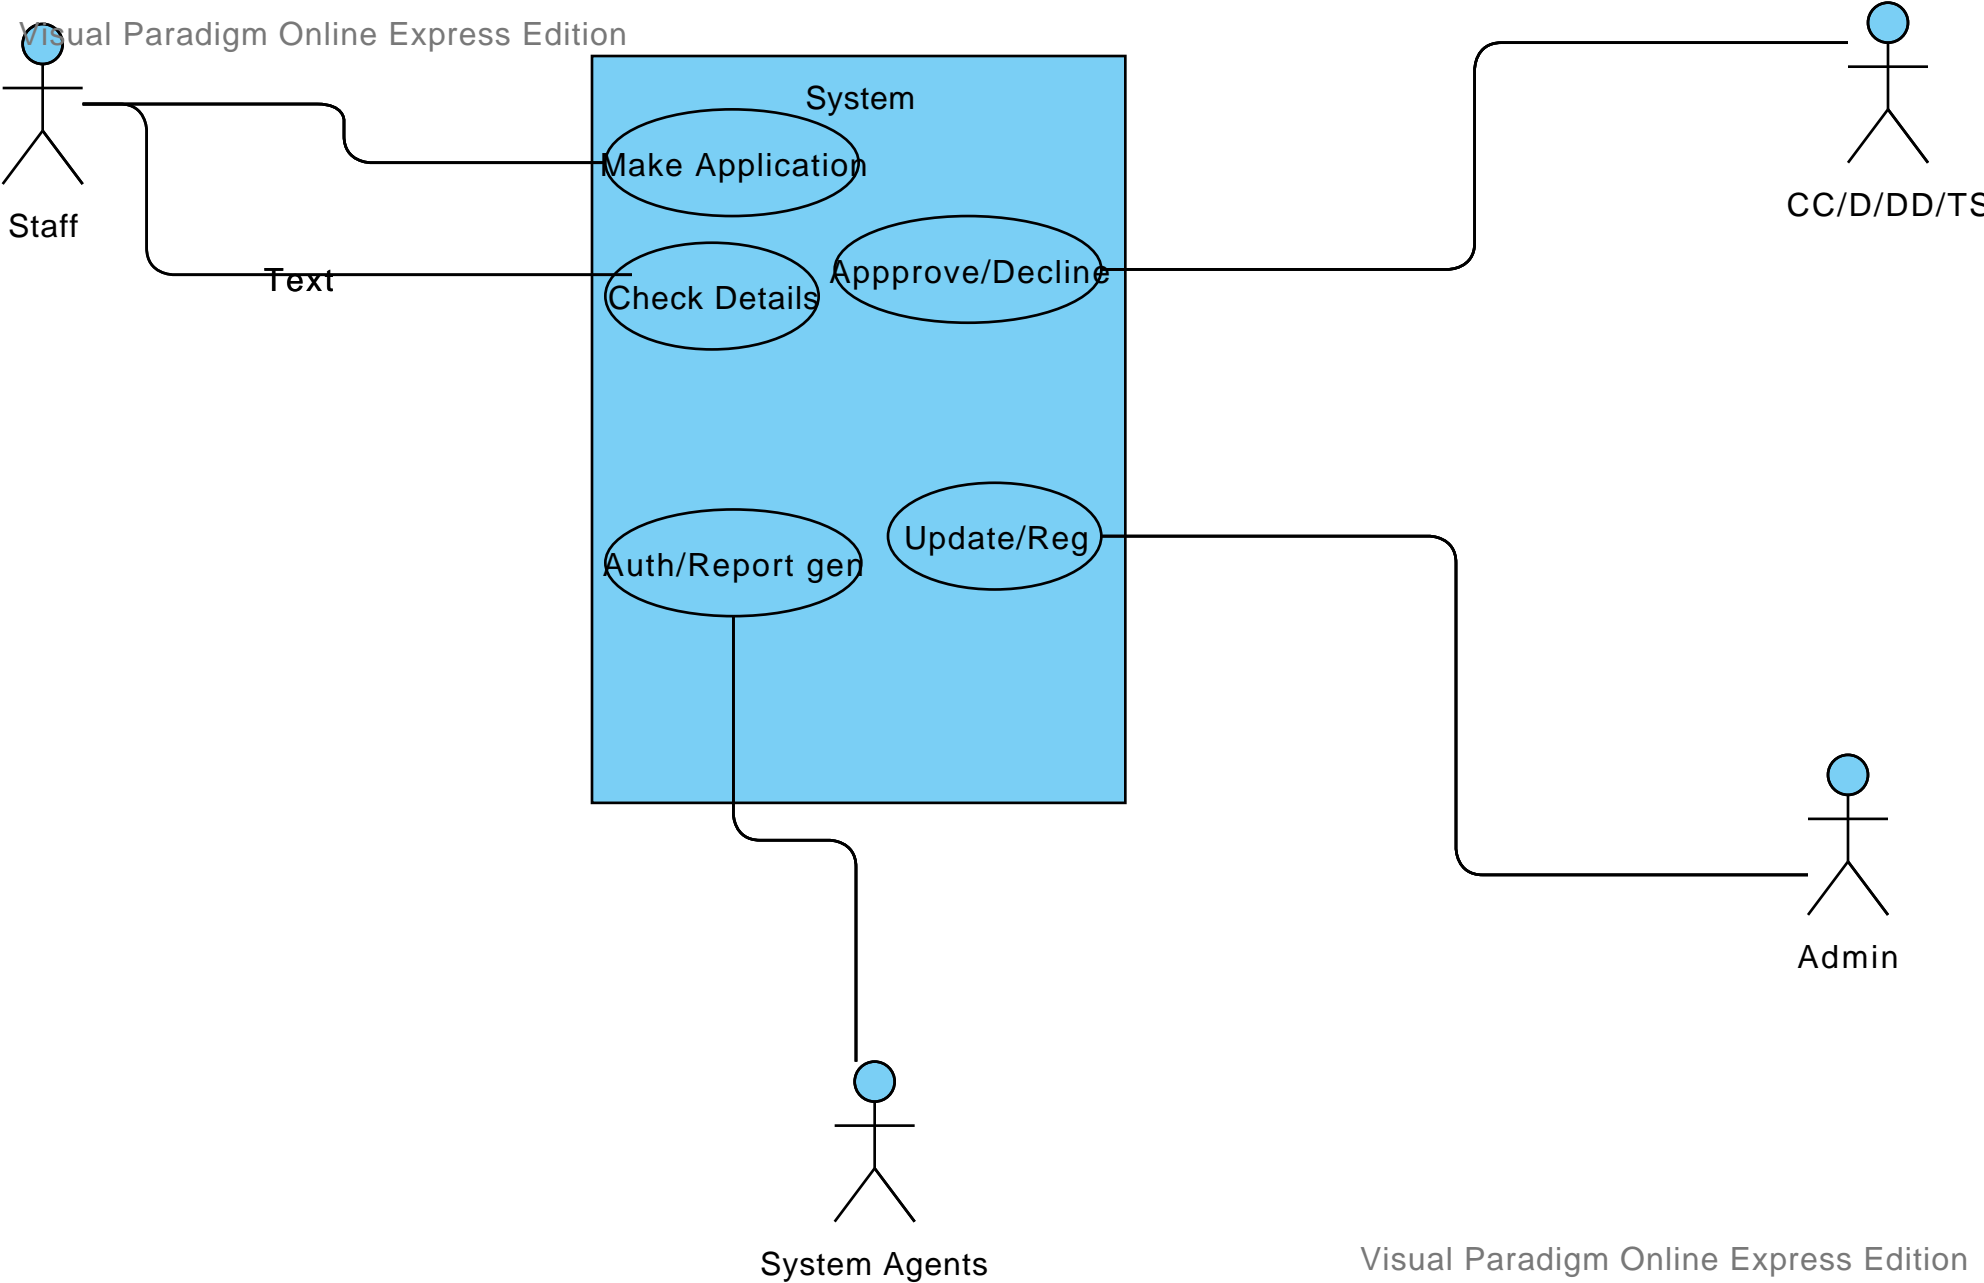 Visual Paradigm Online Express Edition
System
Make Application
CC/D/DD/TS
Staff
Appprove/Decline
Text
Check Details
Update/Reg
Auth/Report gen
Admin
System Agents
Visual Paradigm Online Express Edition